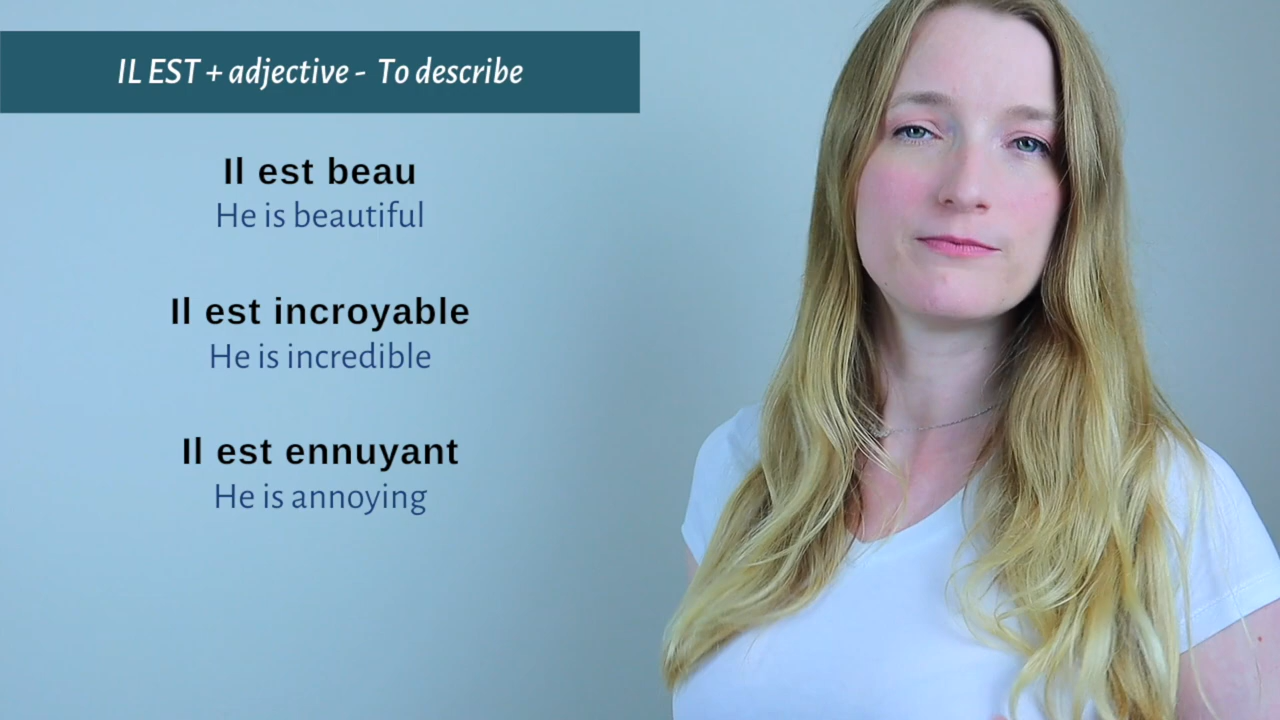 IL EST + adjective - To describe
Il est beau
He is beautiful
Il est incroyable
He is incredible
Il est ennuyant
He is annoying